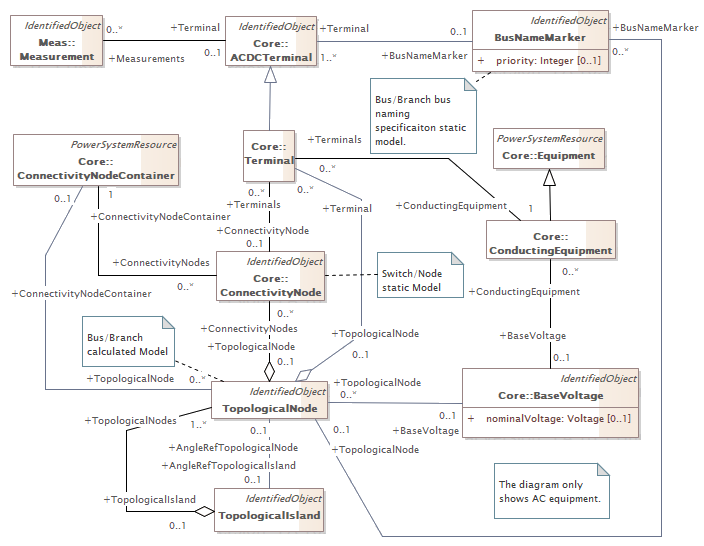 IdentifiedObject
Meas::
Measurement
0..*
+Terminal
+Measurements
0..1
IdentifiedObject
Core::
ACDCTerminal
+Terminal
1..*
0..1
+BusNameMarker
IdentifiedObject
BusNameMarker
+ priority: Integer [0..1]
+BusNameMarker
0..*
Bus/Branch bus
naming
specificaiton static
model.
PowerSystemResource
Core::
ConnectivityNodeContainer
Core::
Terminal
+Terminals
0..*
PowerSystemResource
Core::Equipment
0..1
1
+ConnectivityNodeContainer
0..*
+Terminals
0..*
+Terminal
+ConductingEquipment
1
Core::
ConductingEquipment
+ConnectivityNode
0..1
+ConnectivityNodes
0..*
IdentifiedObject
Core::
ConnectivityNode
Switch/Node
static Model
0..*
+ConductingEquipment
+ConnectivityNodeContainer
0..*
+ConnectivityNodes
+TopologicalNode
0..1
+TopologicalNode
0..1
+BaseVoltage
0..1
Bus/Branch
calculated Model
+TopologicalNode
0..*
IdentifiedObject
TopologicalNode
+TopologicalNode
0..*
IdentifiedObject
Core::BaseVoltage
+ nominalVoltage: Voltage [0..1]
0..1
+BaseVoltage
+TopologicalNodes
1..*
0..1
+AngleRefTopologicalNode
0..1
+TopologicalNode
+AngleRefTopologicalIsland
0..1
+TopologicalIsland
0..1
IdentifiedObject
TopologicalIsland
The diagram only
shows AC equipment.